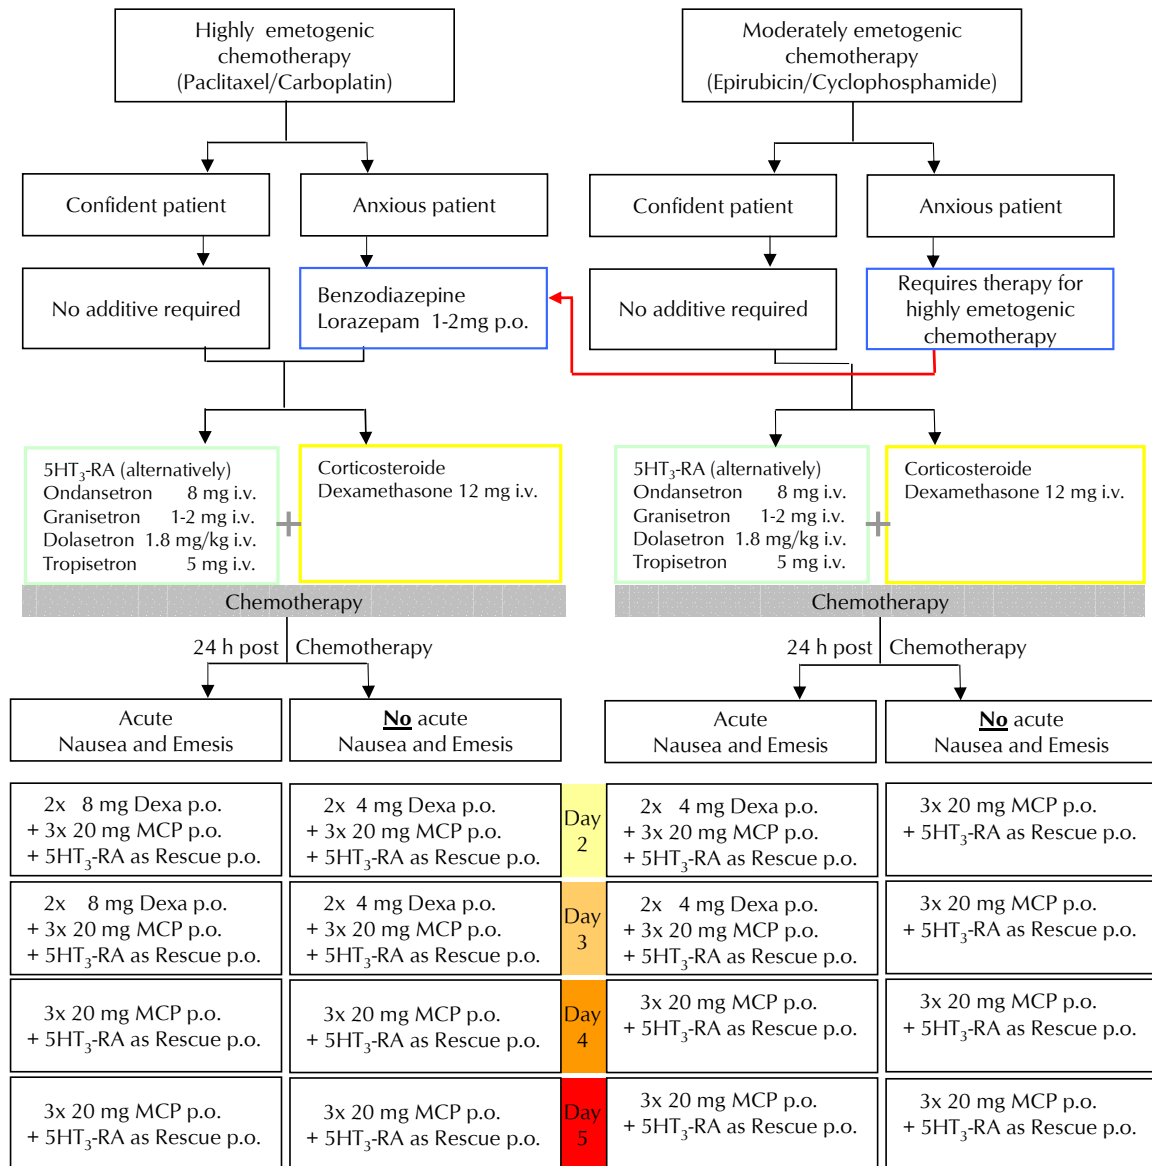 Highly emetogenic
chemotherapy
(Paclitaxel/Carboplatin)
Moderately emetogenic
chemotherapy
(Epirubicin/Cyclophosphamide)
Confident patient
Anxious patient
Confident patient
Anxious patient
No additive required
Benzodiazepine
Lorazepam 1-2mg p.o.
No additive required
Requires therapy for
highly emetogenic
chemotherapy
5HT₃-RA (alternatively)
Ondansetron 8 mg i.v.
Granisetron 1-2 mg i.v.
Dolasetron 1.8 mg/kg i.v.
Tropisetron 5 mg i.v.
+
Corticosteroide
Dexamethasone 12 mg i.v.
5HT₃-RA (alternatively)
Ondansetron 8 mg i.v.
Granisetron 1-2 mg i.v.
Dolasetron 1.8 mg/kg i.v.
Tropisetron 5 mg i.v.
+
Corticosteroide
Dexamethasone 12 mg i.v.
Chemotherapy
Chemotherapy
24 h post Chemotherapy
24 h post Chemotherapy
Acute
Nausea and Emesis
No acute
Nausea and Emesis
Acute
Nausea and Emesis
No acute
Nausea and Emesis
2x 8 mg Dexa p.o.
+ 3x 20 mg MCP p.o.
+ 5HT₃-RA as Rescue p.o.
2x 4 mg Dexa p.o.
+ 3x 20 mg MCP p.o.
+ 5HT₃-RA as Rescue p.o.
Day
2
2x 4 mg Dexa p.o.
+ 3x 20 mg MCP p.o.
+ 5HT₃-RA as Rescue p.o.
3x 20 mg MCP p.o.
+ 5HT₃-RA as Rescue p.o.
2x 8 mg Dexa p.o.
+ 3x 20 mg MCP p.o.
+ 5HT₃-RA as Rescue p.o.
2x 4 mg Dexa p.o.
+ 3x 20 mg MCP p.o.
+ 5HT₃-RA as Rescue p.o.
Day
3
2x 4 mg Dexa p.o.
+ 3x 20 mg MCP p.o.
+ 5HT₃-RA as Rescue p.o.
3x 20 mg MCP p.o.
+ 5HT₃-RA as Rescue p.o.
3x 20 mg MCP p.o.
+ 5HT₃-RA as Rescue p.o.
3x 20 mg MCP p.o.
+ 5HT₃-RA as Rescue p.o.
Day
4
3x 20 mg MCP p.o.
+ 5HT₃-RA as Rescue p.o.
3x 20 mg MCP p.o.
+ 5HT₃-RA as Rescue p.o.
3x 20 mg MCP p.o.
+ 5HT₃-RA as Rescue p.o.
3x 20 mg MCP p.o.
+ 5HT₃-RA as Rescue p.o.
Day
5
3x 20 mg MCP p.o.
+ 5HT₃-RA as Rescue p.o.
3x 20 mg MCP p.o.
+ 5HT₃-RA as Rescue p.o.